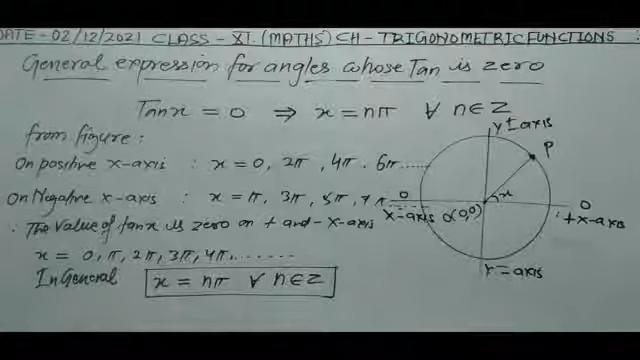 DATE - 02/12/2021 CLASS - XI (MATHS) CH - TRIGONOMETRIC FUNCTIONS
General expression for angles whose Tan is zero
Tan x = 0 ⇒ x = nπ ∀ n∈Z
from figure :
On positive x-axis : x = 0, 2π, 4π. 6π......
On Negative x-axis : x = π, 3π, 5π, 7π
∴ The value of tanx is zero on + and - x-axis
x = 0, π, 2π, 3π, 4π.........
In General x = nπ ∀ n∈Z
Y+axis
P
x
0
x-axis
O(0,0)
0
+x-axis
Y=axis